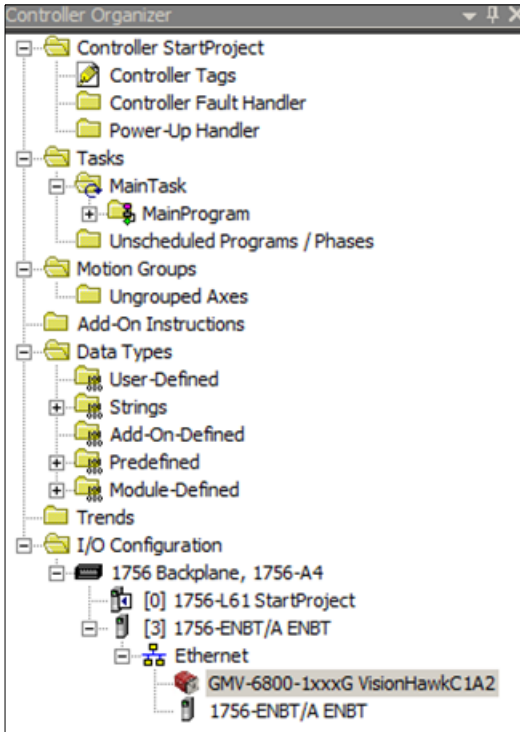 Controller Organizer
Controller StartProject
Controller Tags
Controller Fault Handler
Power-Up Handler
Tasks
MainTask
MainProgram
Unscheduled Programs / Phases
Motion Groups
Ungrouped Axes
Add-On Instructions
Data Types
User-Defined
Strings
Add-On-Defined
Predefined
Module-Defined
Trends
I/O Configuration
1756 Backplane, 1756-A4
[0] 1756-L61 StartProject
[3] 1756-ENBT/A ENBT
Ethernet
GMV-6800-1xxxG VisionHawkC1A2
1756-ENBT/A ENBT